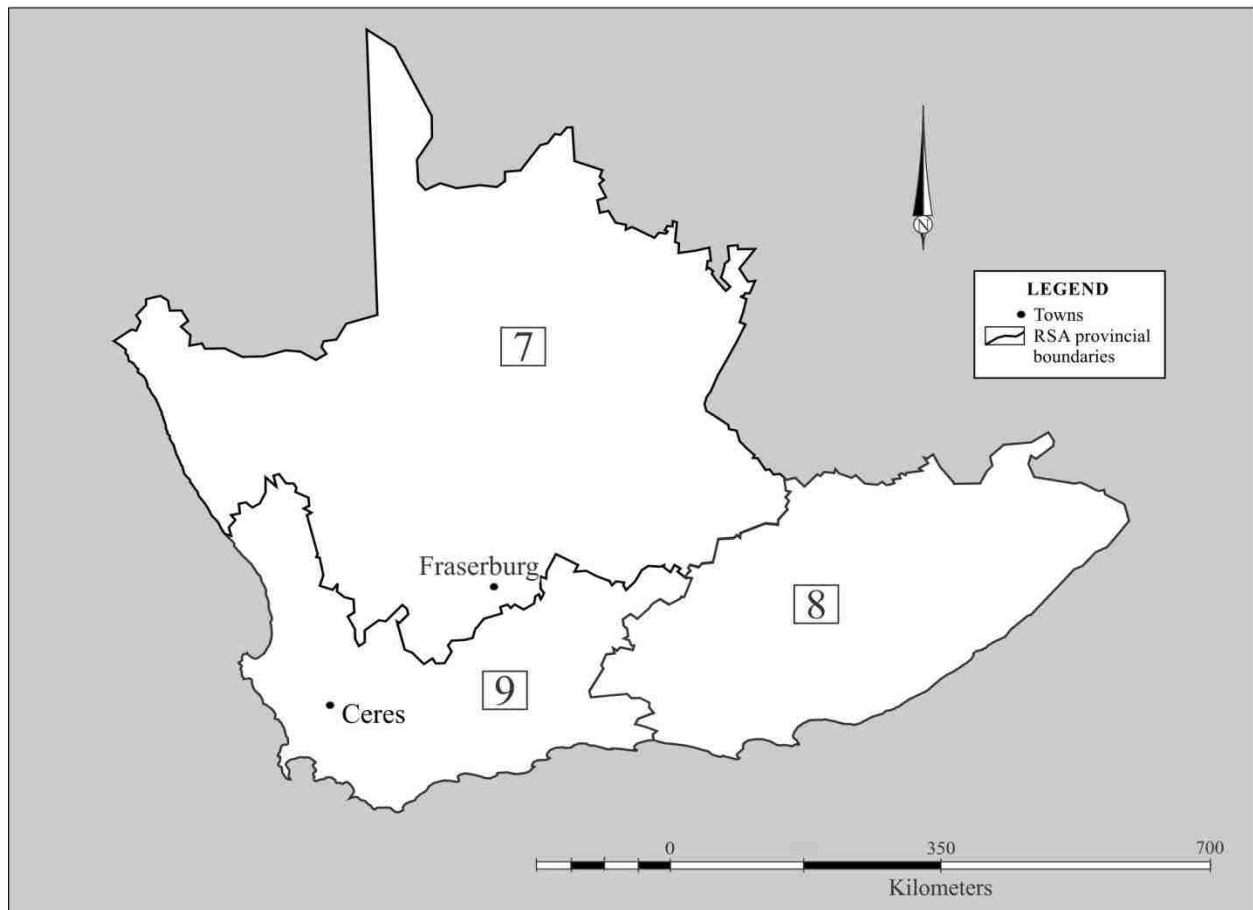 7
N
LEGEND
Towns
RSA provincial
boundaries
Fraserburg
8
9
Ceres
0 350 700
Kilometers